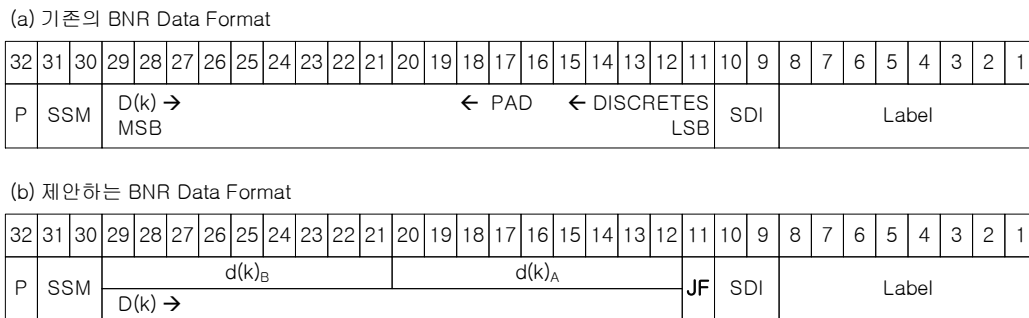 (a) 기존의 BNR Data Format
32 31 30 29 28 27 26 25 24 23 22 21 20 19 18 17 16 15 14 13 12 11 10 9 8 7 6 5 4 3 2 1
P SSM D(k) → ← PAD ← DISCRETES SDI Label
MSB LSB
(b) 제안하는 BNR Data Format
32 31 30 29 28 27 26 25 24 23 22 21 20 19 18 17 16 15 14 13 12 11 10 9 8 7 6 5 4 3 2 1
P SSM d(k)B d(k)A JF SDI Label
D(k) →